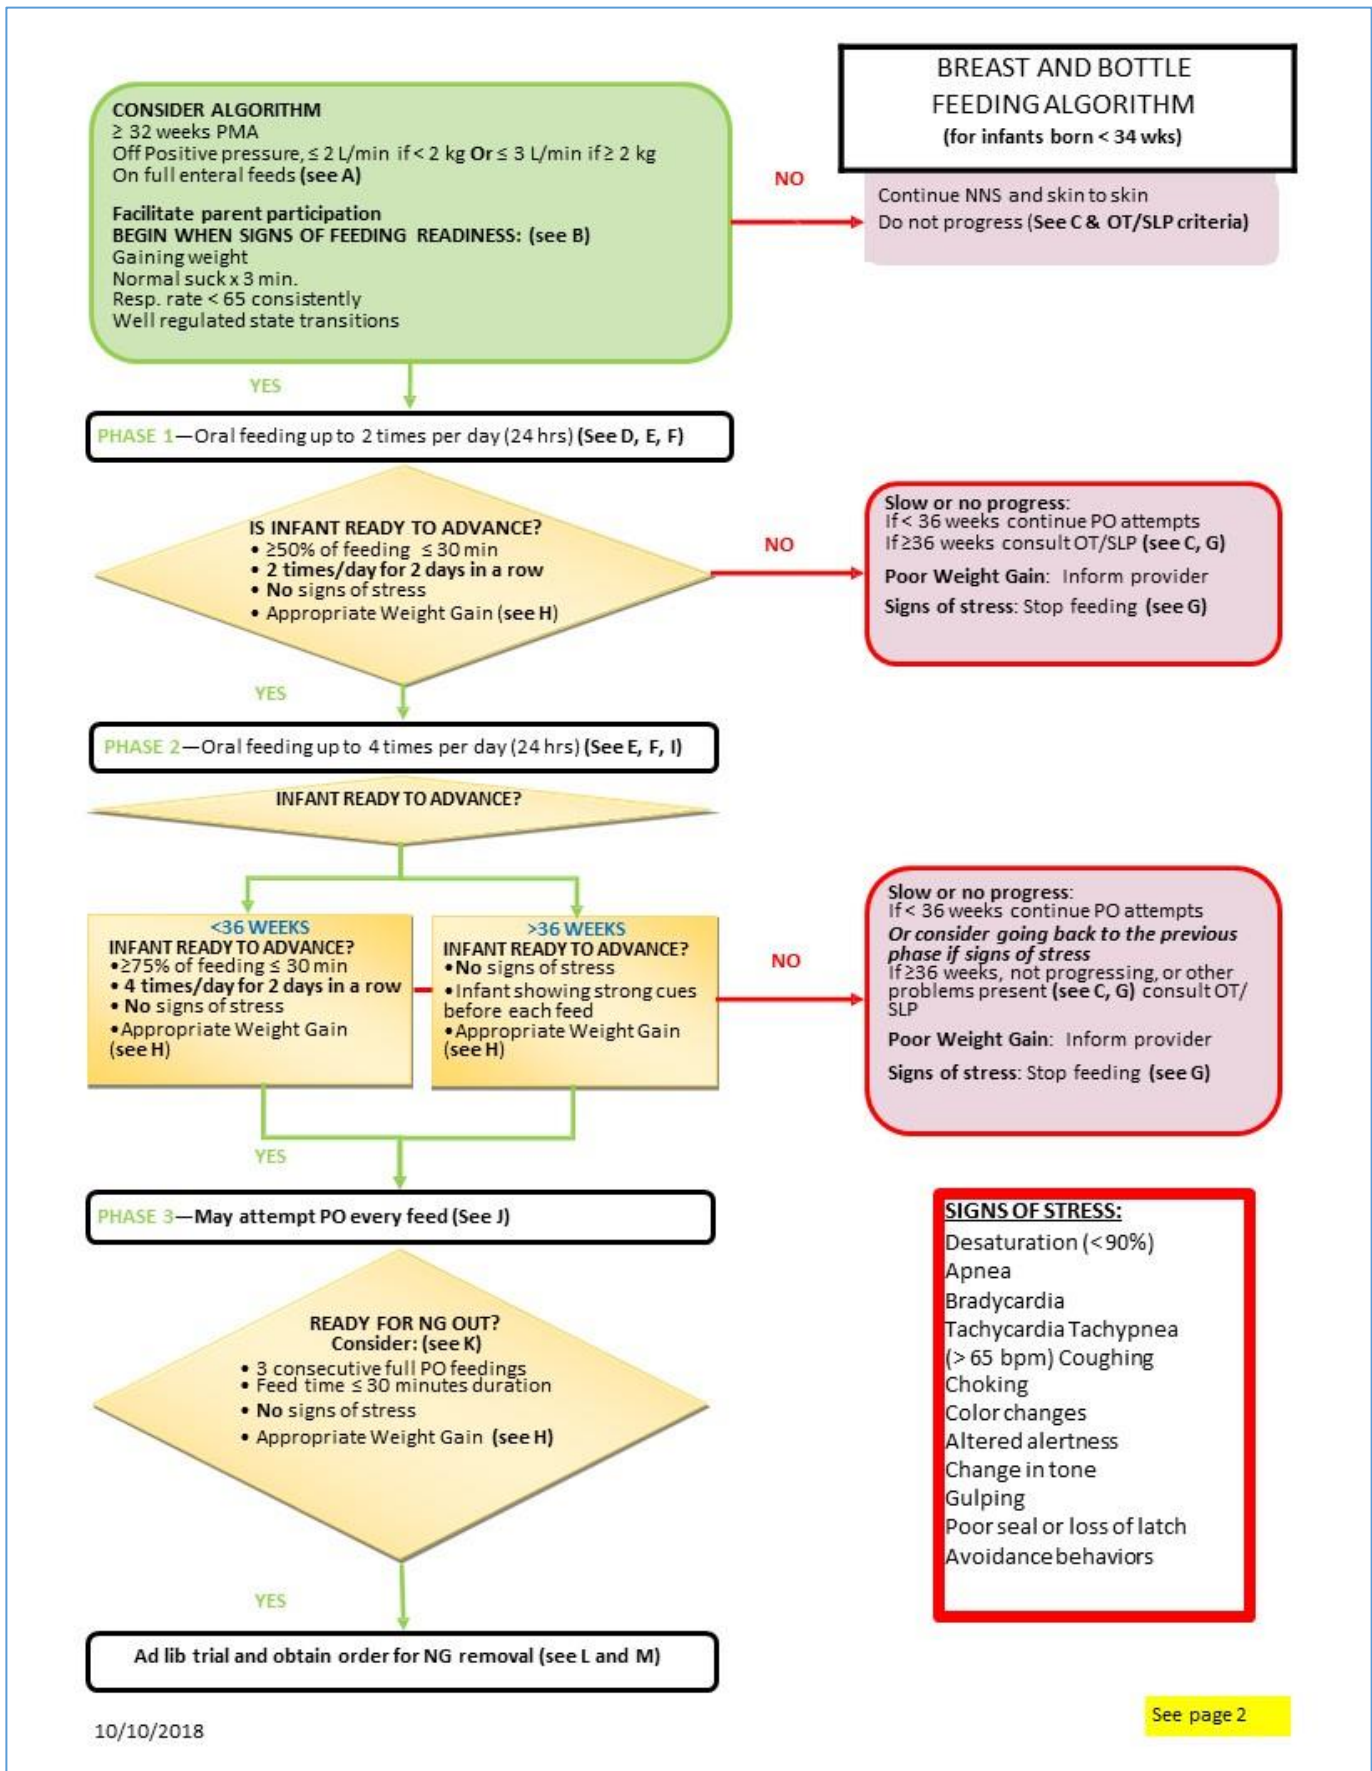 BREAST AND BOTTLE
FEEDING ALGORITHM
(for infants born < 34 wks)
CONSIDER ALGORITHM
≥ 32 weeks PMA
Off Positive pressure, ≤ 2 L/min if < 2 kg Or ≤ 3 L/min if ≥ 2 kg
On full enteral feeds (see A)
Facilitate parent participation
BEGIN WHEN SIGNS OF FEEDING READINESS: (see B)
Gaining weight
Normal suck x 3 min.
Resp. rate < 65 consistently
Well regulated state transitions
NO
Continue NNS and skin to skin
Do not progress (See C & OT/SLP criteria)
YES
PHASE 1—Oral feeding up to 2 times per day (24 hrs) (See D, E, F)
IS INFANT READY TO ADVANCE?
• ≥50% of feeding ≤ 30 min
• 2 times/day for 2 days in a row
• No signs of stress
• Appropriate Weight Gain (see H)
NO
Slow or no progress:
If < 36 weeks continue PO attempts
If ≥36 weeks consult OT/SLP (see C, G)
Poor Weight Gain: Inform provider
Signs of stress: Stop feeding (see G)
YES
PHASE 2—Oral feeding up to 4 times per day (24 hrs) (See E, F, I)
INFANT READY TO ADVANCE?
<36 WEEKS
INFANT READY TO ADVANCE?
•≥75% of feeding ≤ 30 min
• 4 times/day for 2 days in a row
• No signs of stress
•Appropriate Weight Gain
(see H)
>36 WEEKS
INFANT READY TO ADVANCE?
•No signs of stress
•Infant showing strong cues
before each feed
•Appropriate Weight Gain
(see H)
NO
Slow or no progress:
If < 36 weeks continue PO attempts
Or consider going back to the previous
phase if signs of stress
If ≥36 weeks, not progressing, or other
problems present (see C, G) consult OT/
SLP
Poor Weight Gain: Inform provider
Signs of stress: Stop feeding (see G)
YES
PHASE 3—May attempt PO every feed (See J)
READY FOR NG OUT?
Consider: (see K)
• 3 consecutive full PO feedings
• Feed time ≤ 30 minutes duration
• No signs of stress
• Appropriate Weight Gain (see H)
SIGNS OF STRESS:
Desaturation (<90%)
Apnea
Bradycardia
Tachycardia Tachypnea
(> 65 bpm) Coughing
Choking
Color changes
Altered alertness
Change in tone
Gulping
Poor seal or loss of latch
Avoidance behaviors
YES
Ad lib trial and obtain order for NG removal (see L and M)
10/10/2018
See page 2